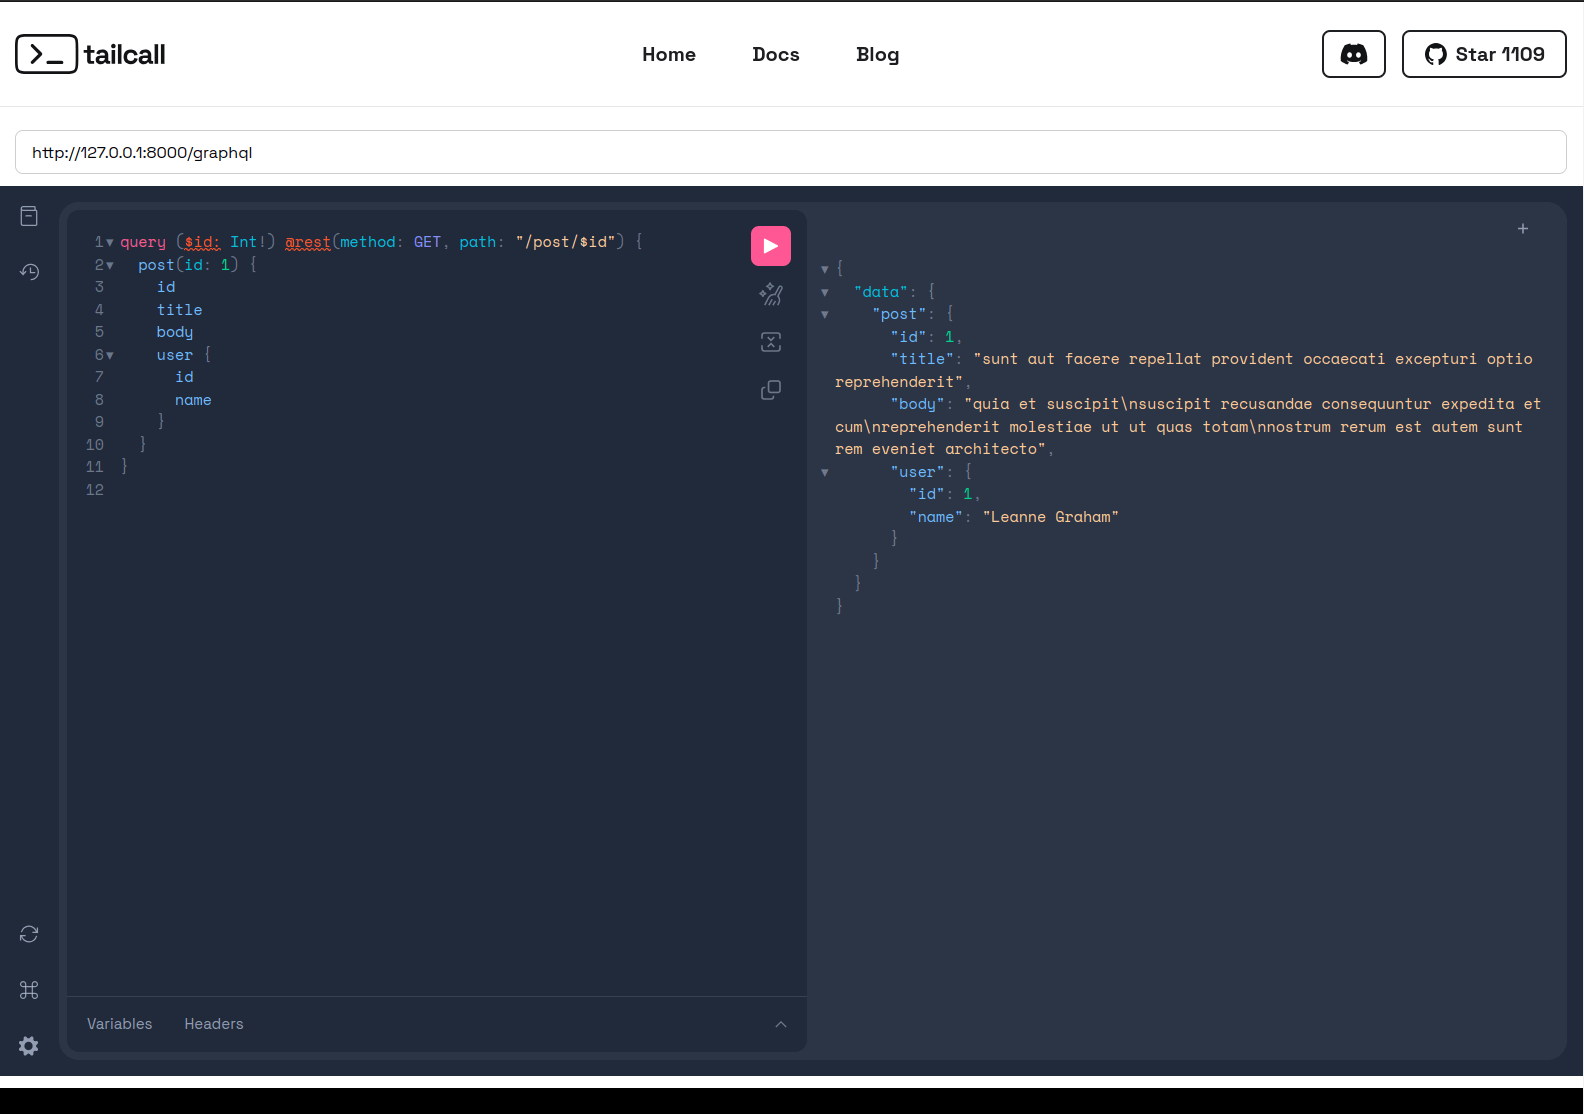 tailcall
Home Docs Blog
Star 1109
http://127.0.0.1:8000/graphql
1 query ($id: Int!) @rest(method: GET, path: "/post/$id") {
2 post(id: 1) {
3 id
4 title
5 body
6 user {
7 id
8 name
9 }
10 }
11 }
12
{
"data": {
"post": {
"id": 1,
"title": "sunt aut facere repellat provident occaecati excepturi optio
reprehenderit",
"body": "quia et suscipit\nsuscipit recusandae consequuntur expedita et
cum\nreprehenderit molestiae ut ut quas totam\nnostrum rerum est autem sunt
rem eveniet architecto",
"user": {
"id": 1,
"name": "Leanne Graham"
}
}
}
}
Variables Headers